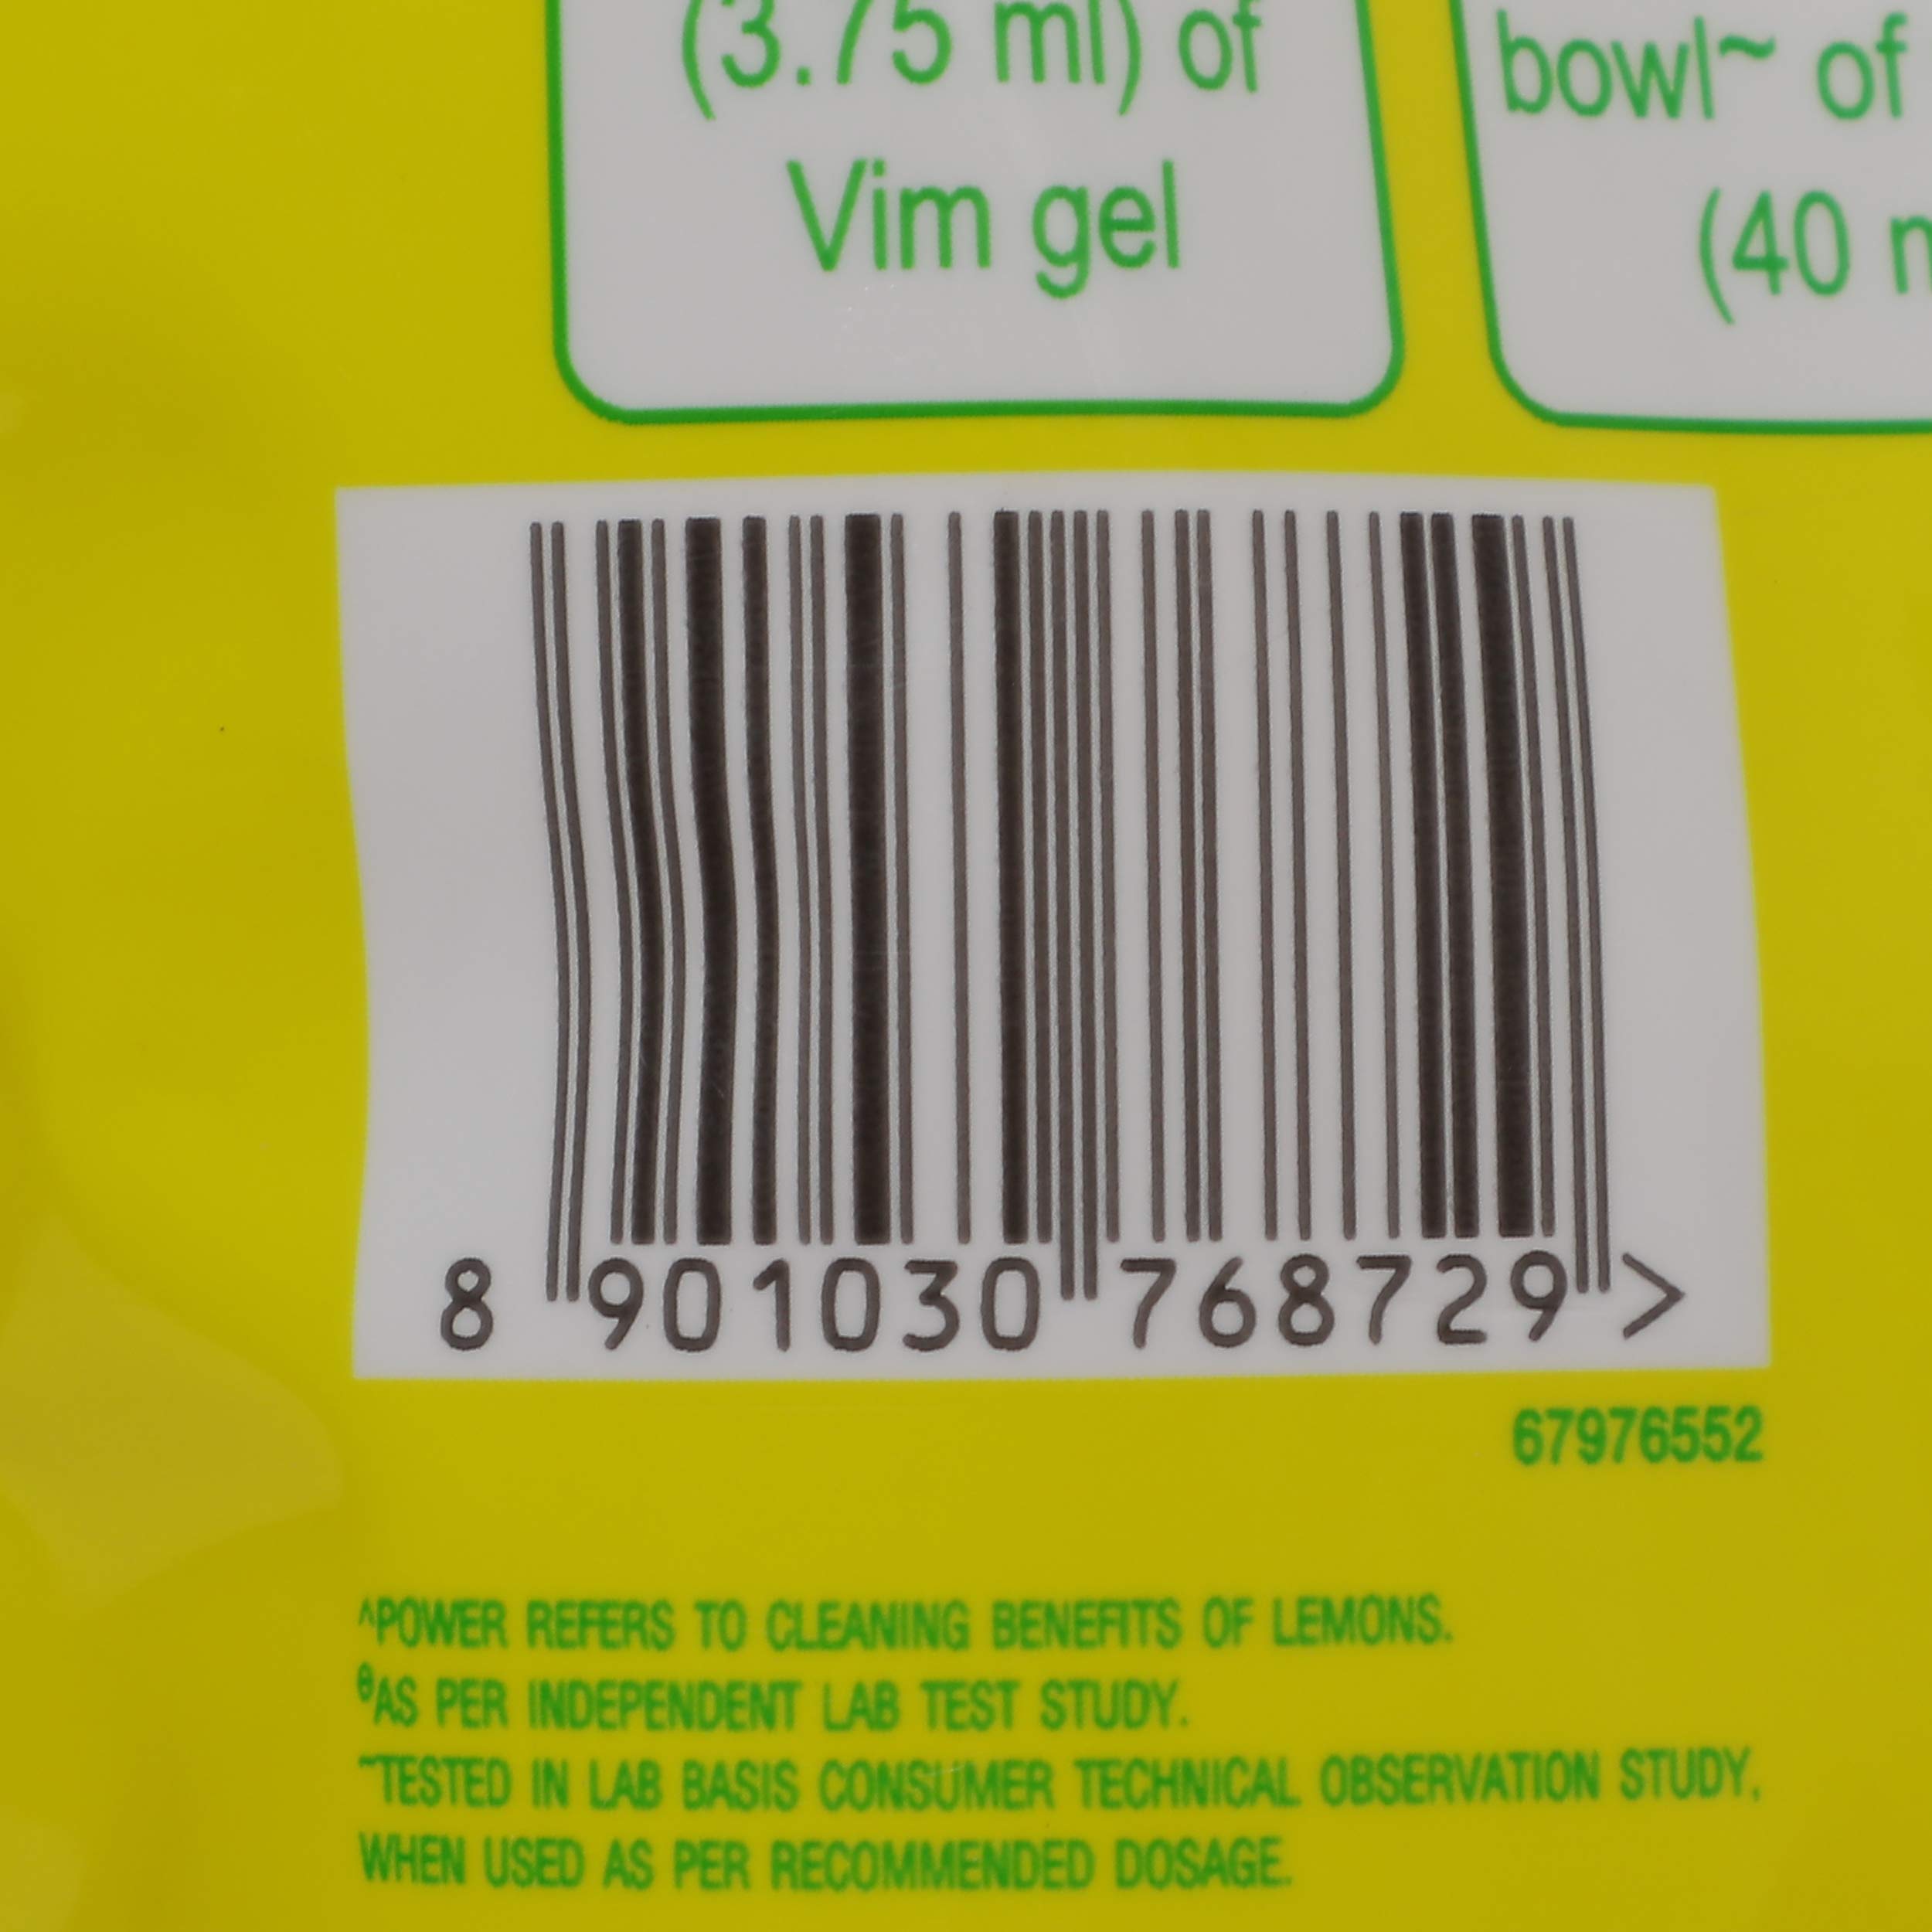 (3.75 ml) of
Vim gel
bowl~ of
(40
8 901030 768729 >
67976552
^POWER REFERS TO CLEANING BENEFITS OF LEMONS.
θAS PER INDEPENDENT LAB TEST STUDY.
~TESTED IN LAB BASIS CONSUMER TECHNICAL OBSERVATION STUDY,
WHEN USED AS PER RECOMMENDED DOSAGE.